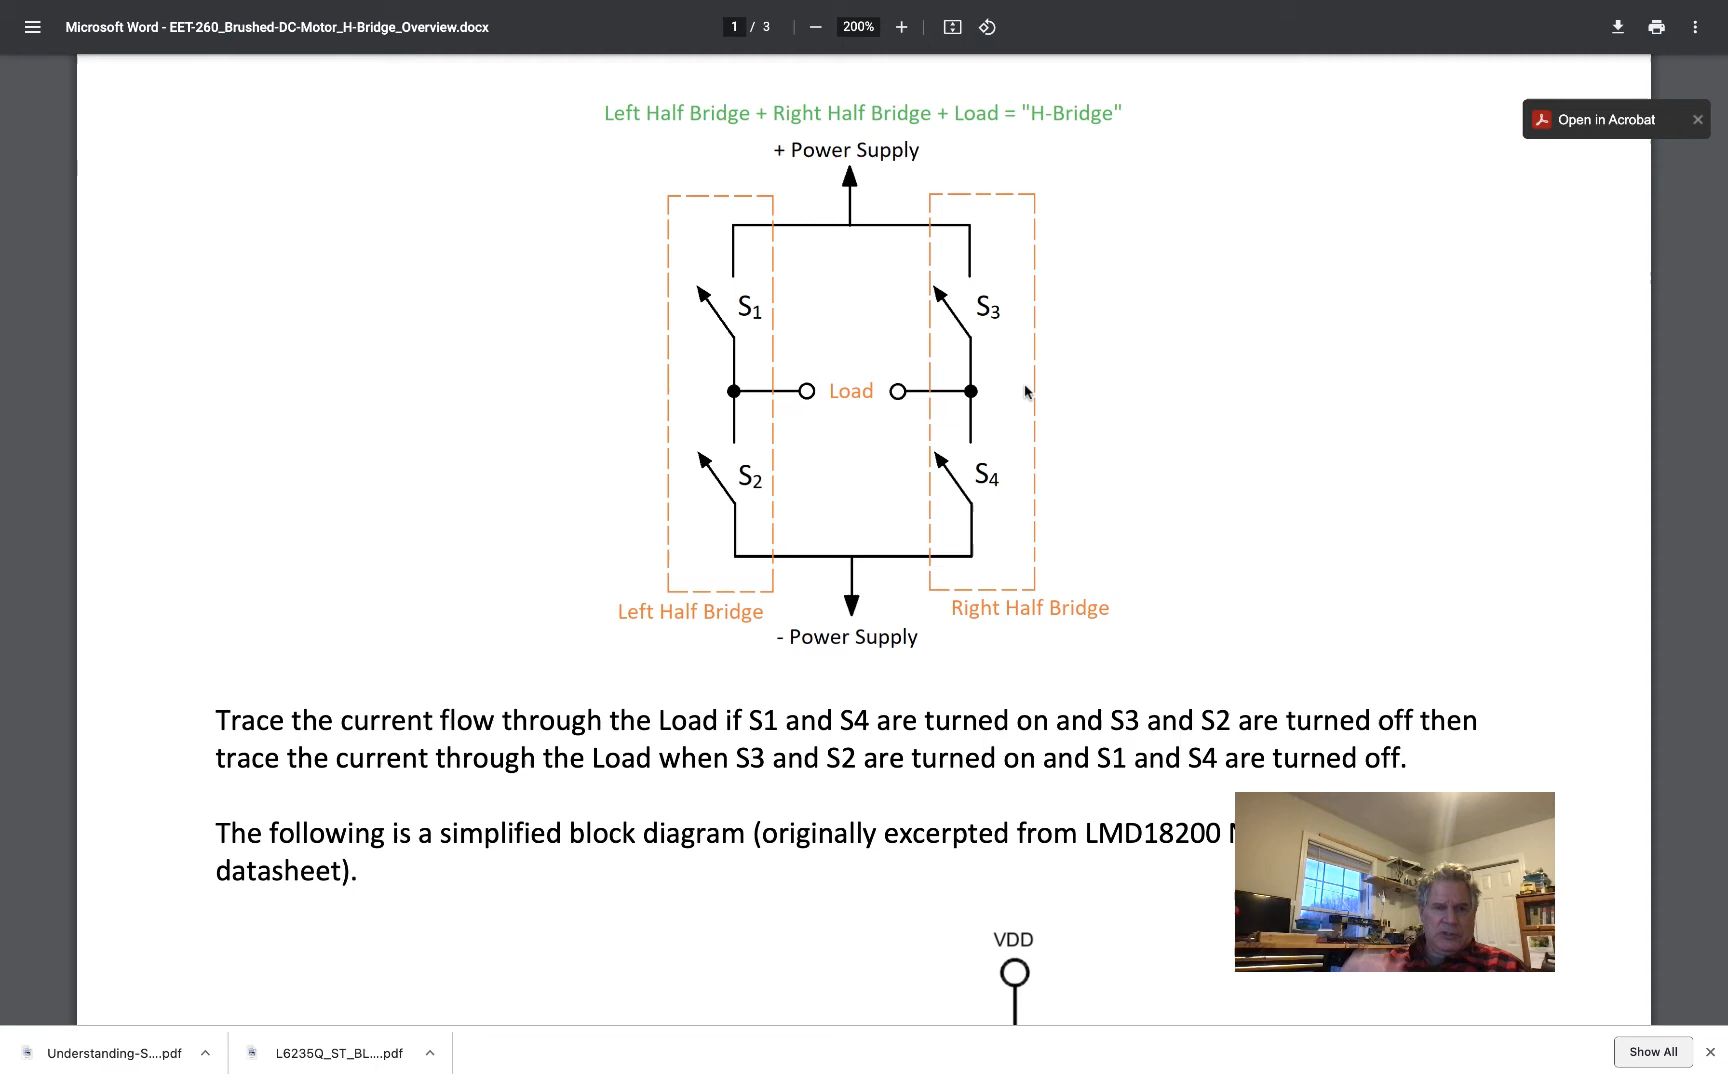 Microsoft Word - EET-260_Brushed-DC-Motor_H-Bridge_Overview.docx
1 / 3
200%
Open in Acrobat
Left Half Bridge + Right Half Bridge + Load = "H-Bridge"
+ Power Supply
S1
S3
Load
S2
S4
Left Half Bridge
Right Half Bridge
- Power Supply
Trace the current flow through the Load if S1 and S4 are turned on and S3 and S2 are turned off then
trace the current through the Load when S3 and S2 are turned on and S1 and S4 are turned off.
The following is a simplified block diagram (originally excerpted from LMD18200
datasheet).
VDD
Understanding-S....pdf
L6235Q_ST_BL....pdf
Show All